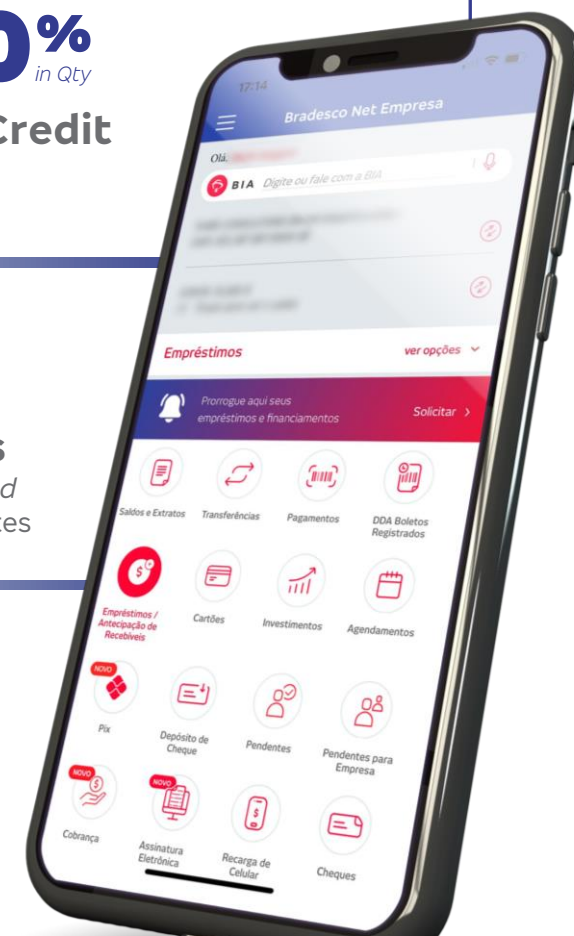 0%
in Qty
Credit
17:14
Bradesco Net Empresa
Olá,
BIA Digite ou fale com a BIA
Empréstimos ver opções
Prorrogue aqui seus
empréstimos e financiamentos
Solicitar >
Saldos e Extratos
Transferências
Pagamentos
DDA Boletos
Registrados
Empréstimos /
Antecipação de
Recebíveis
Cartões
Investimentos
Agendamentos
NOVO
Pix
Depósito de
Cheque
Pendentes
Pendentes para
Empresa
NOVO
Cobrança
NOVO
Assinatura
Eletrônica
Recarga de
Celular
Cheques